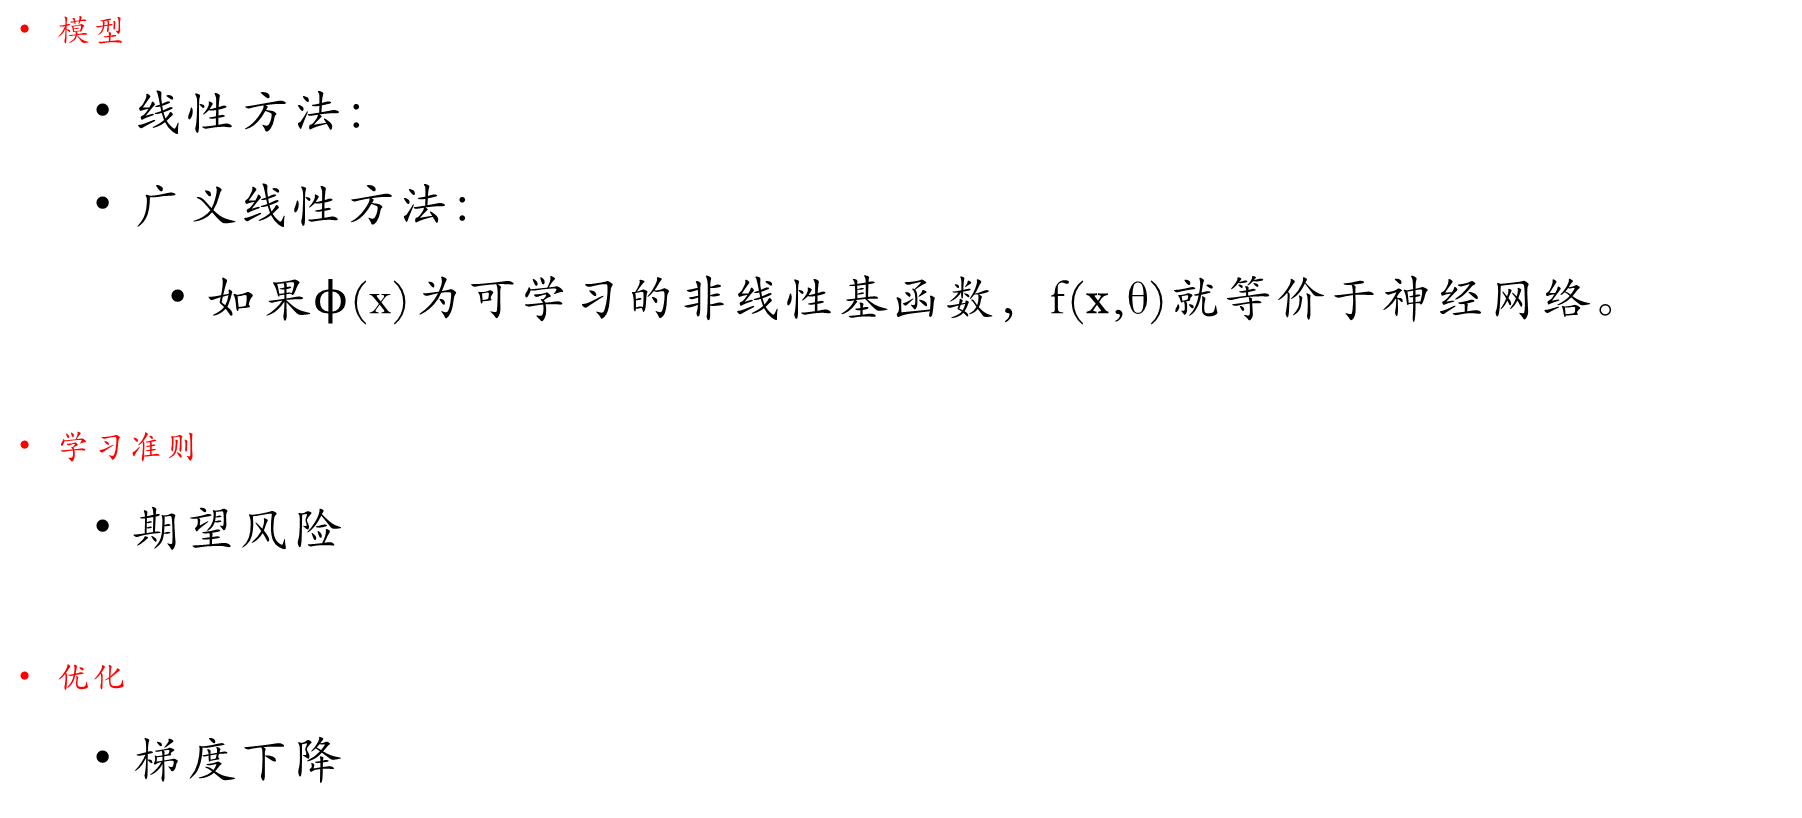 • 模型
• 线性方法：
• 广义线性方法：
• 如果ϕ(x)为可学习的非线性基函数，f(x,θ)就等价于神经网络。
• 学习准则
• 期望风险
• 优化
• 梯度下降